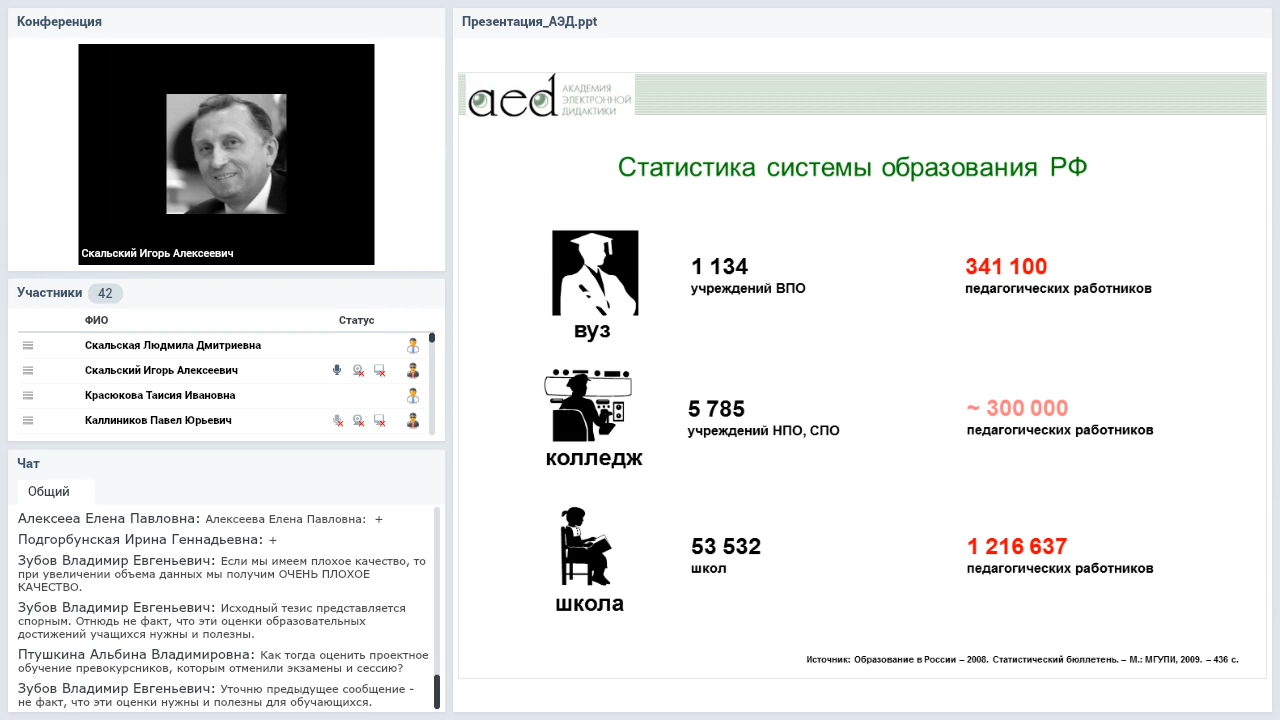 Конференция
Скальский Игорь Алексеевич
Участники 42
ФИО Статус
Скальская Людмила Дмитриевна
Скальский Игорь Алексеевич
Красюкова Таисия Ивановна
Каллиников Павел Юрьевич
Чат
Общий
Алексееа Елена Павловна: Алексеева Елена Павловна: +
Подгорбунская Ирина Геннадьевна: +
Зубов Владимир Евгеньевич: Если мы имеем плохое качество, то
при увеличении объема данных мы получим ОЧЕНЬ ПЛОХОЕ
КАЧЕСТВО.
Зубов Владимир Евгеньевич: Исходный тезис представляется
спорным. Отнюдь не факт, что эти оценки образовательных
достижений учащихся нужны и полезны.
Птушкина Альбина Владимировна: Как тогда оценить проектное
обучение превокурсников, которым отменили экзамены и сессию?
Зубов Владимир Евгеньевич: Уточню предыдущее сообщение -
не факт, что эти оценки нужны и полезны для обучающихся.
Презентация_АЭД.ppt
aed
АКАДЕМИЯ
ЭЛЕКТРОННОЙ
ДИДАКТИКИ
Статистика системы образования РФ
вуз
1 134
учреждений ВПО
341 100
педагогических работников
колледж
5 785
учреждений НПО, СПО
~ 300 000
педагогических работников
школа
53 532
школ
1 216 637
педагогических работников
Источник: Образование в России – 2008. Статистический бюллетень. – М.: МГУПИ, 2009. – 436 с.